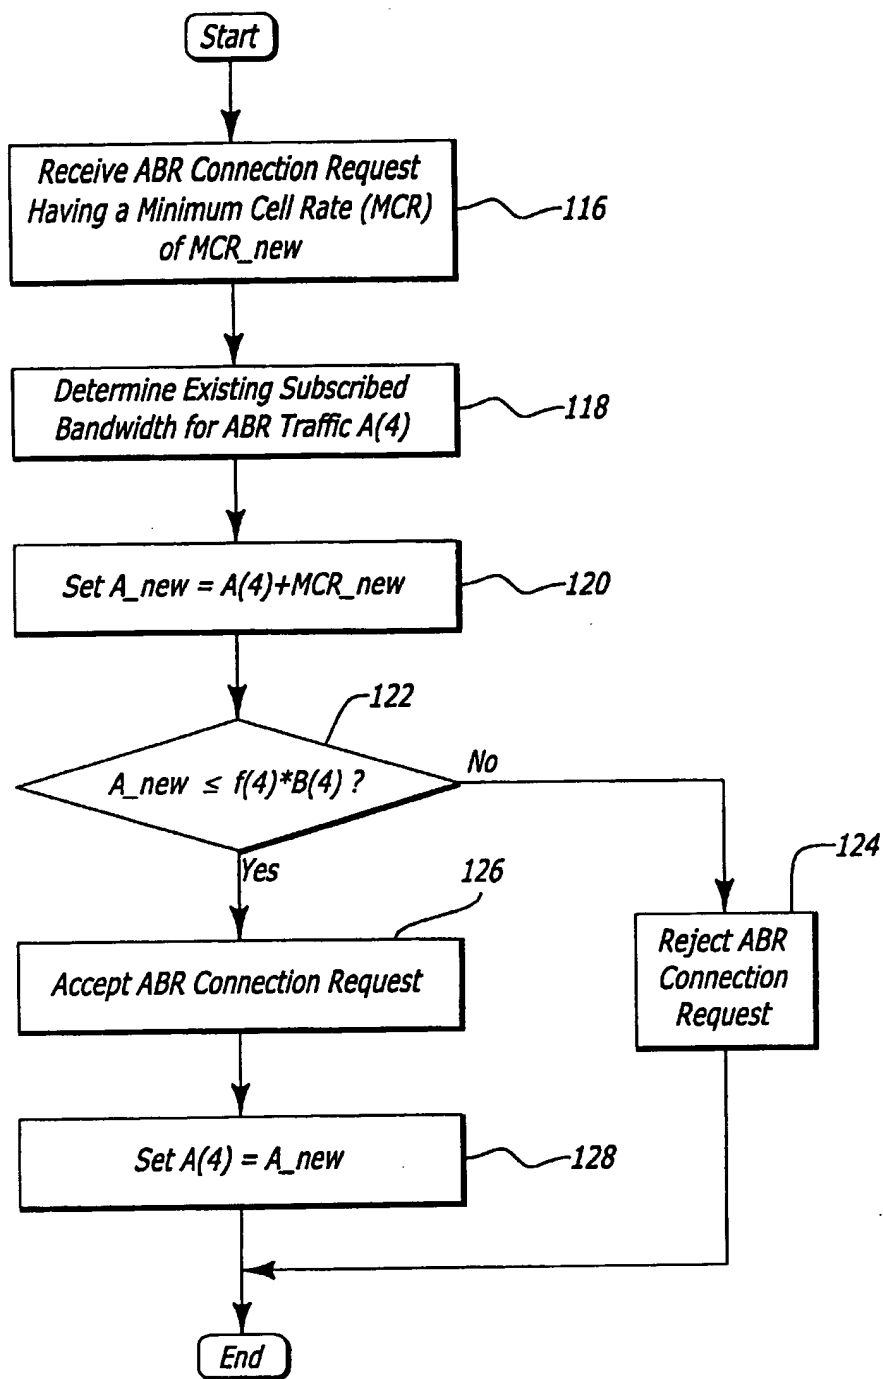 Start
Receive ABR Connection Request
Having a Minimum Cell Rate (MCR)
of MCR_new
116
Determine Existing Subscribed
Bandwidth for ABR Traffic A(4)
118
Set A_new = A(4)+MCR_new
120
122
A_new ≤ f(4)*B(4) ?
No
Yes
126
124
Accept ABR Connection Request
Reject ABR
Connection
Request
Set A(4) = A_new
128
End